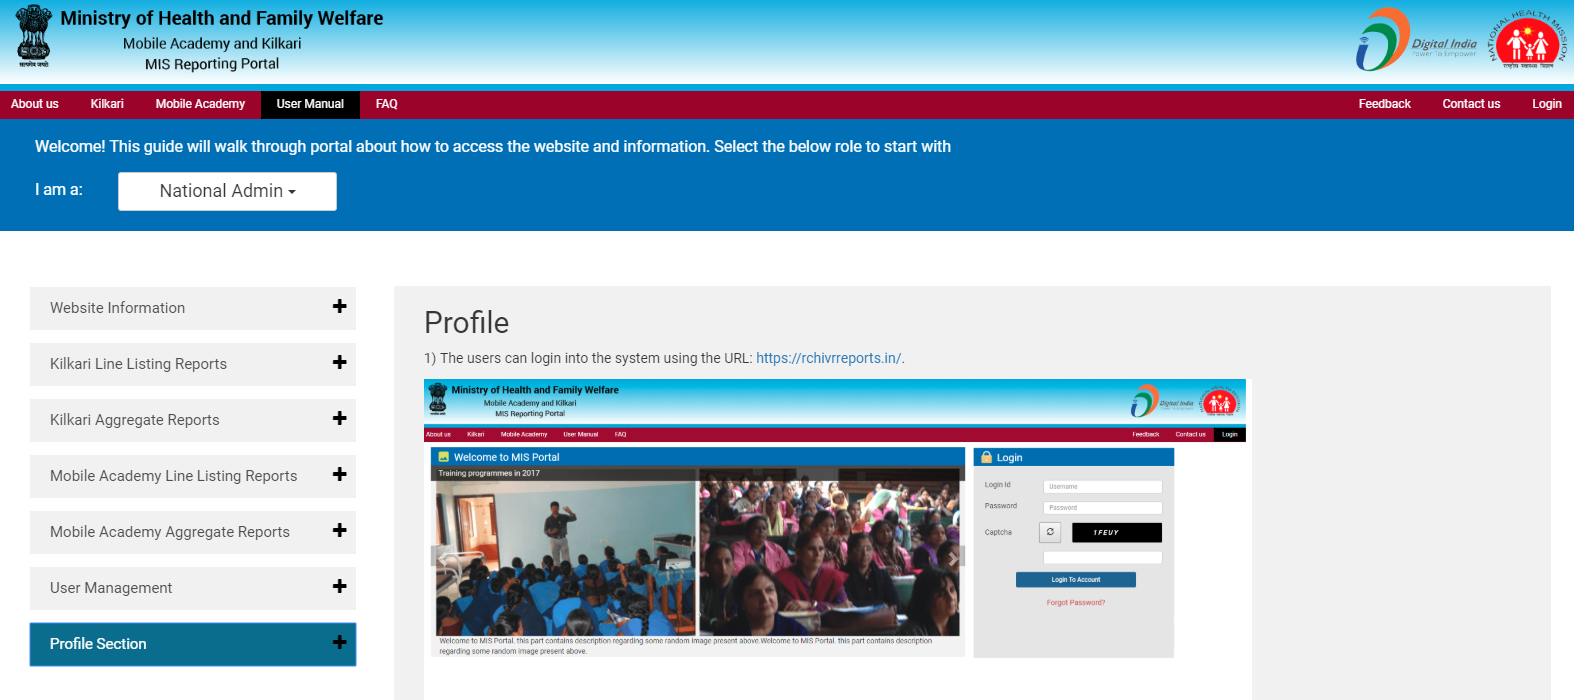 Ministry of Health and Family Welfare
Mobile Academy and Kilkari
MIS Reporting Portal
सत्यमेव जयते
Digital India
Power To Empower
NATIONAL HEALTH MISSION
राष्ट्रीय स्वास्थ्य मिशन
About us Kilkari Mobile Academy User Manual FAQ Feedback Contact us Login
Welcome! This guide will walk through portal about how to access the website and information. Select the below role to start with
I am a: National Admin
Website Information
Kilkari Line Listing Reports
Kilkari Aggregate Reports
Mobile Academy Line Listing Reports
Mobile Academy Aggregate Reports
User Management
Profile Section
Profile
1) The users can login into the system using the URL: https://rchivrreports.in/.
Ministry of Health and Family Welfare
Mobile Academy and Kilkari
MIS Reporting Portal
Digital India
About us Kilkari Mobile Academy User Manual FAQ Feedback Contact us Login
Welcome to MIS Portal
Training programmes in 2017
Welcome to MIS Portal. this part contains description regarding some random image present above.Welcome to MIS Portal. this part contains description
regarding some random image present above.
Login
Login Id Username
Password Password
Captcha 1FEUY
Login To Account
Forgot Password?